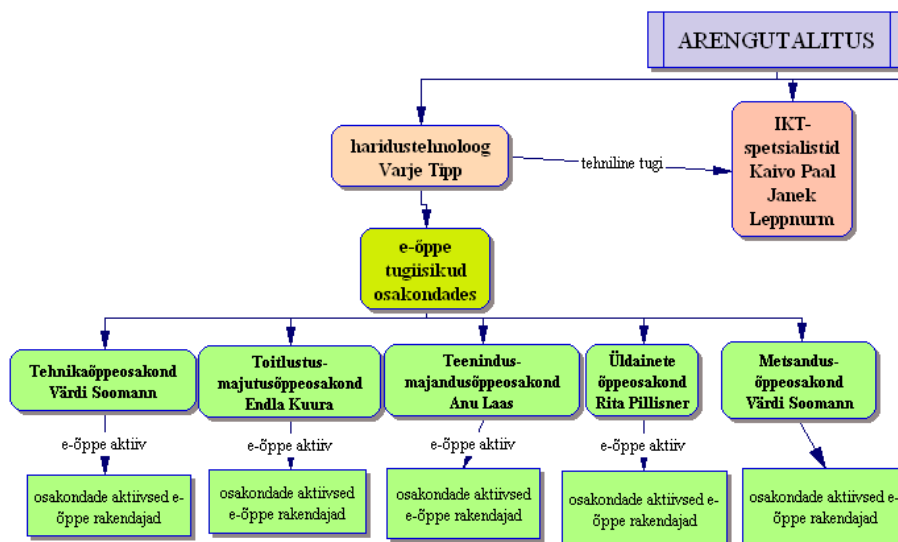 ARENGUTALITUS
haridustehnoloog
Varje Tipp
tehniline tugi
IKT-
spetsialistid
Kaivo Paal
Janek
Leppnurm
e-õppe
tugiisikud
osakondades
Tehnikaõppeosakond
Värdi Soomann
Toitlustus-
majutusõppeosakond
Endla Kuura
Teenindus-
majandusõppeosakond
Anu Laas
Üldainete
õppeosakond
Rita Pillisner
Metsandus-
õppeosakond
Värdi Soomann
e-õppe aktiiv
e-õppe aktiiv
e-õppe aktiiv
e-õppe aktiiv
osakondade aktiivsed e-
õppe rakendajad
osakondade aktiivsed
e-õppe rakendajad
osakondade aktiivsed
e-õppe rakendajad
osakondade aktiivsed e-
õppe rakendajad
osakondade aktiivsed e-
õppe rakendajad